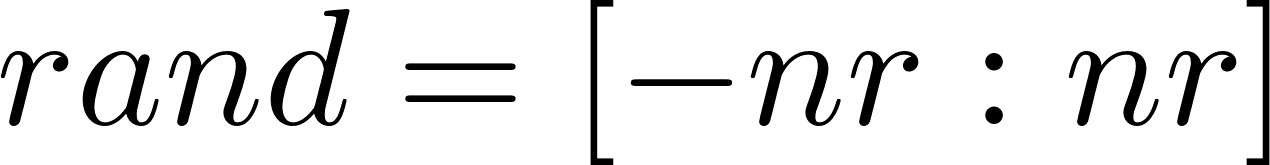 rand = [−nr : nr]